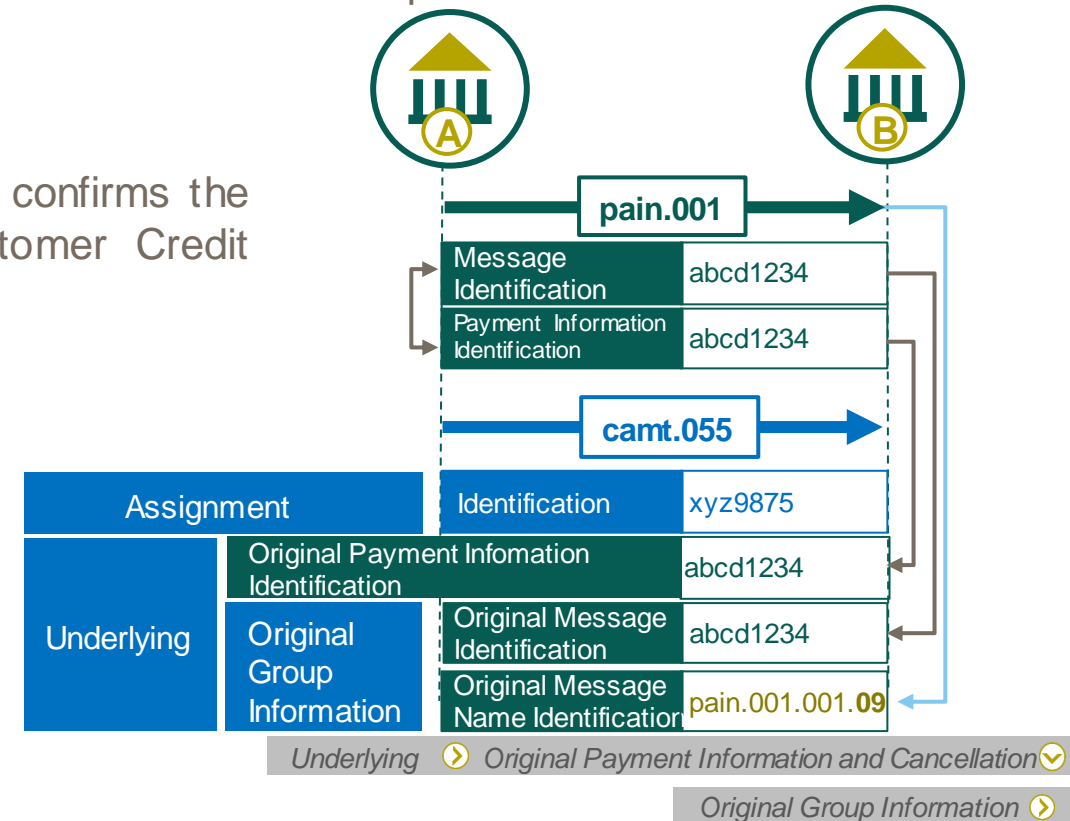 A
B
confirms the
Credit
pain.001
Message
Identification
abcd1234
Payment Information
Identification
abcd1234
camt.055
Assignment
Identification
xyz9875
Underlying
Original Payment Infomation
Identification
abcd1234
Original
Group
Information
Original Message
Identification
abcd1234
Original Message
Name Identification
pain.001.001.09
Underlying Original Payment Information and Cancellation
Original Group Information